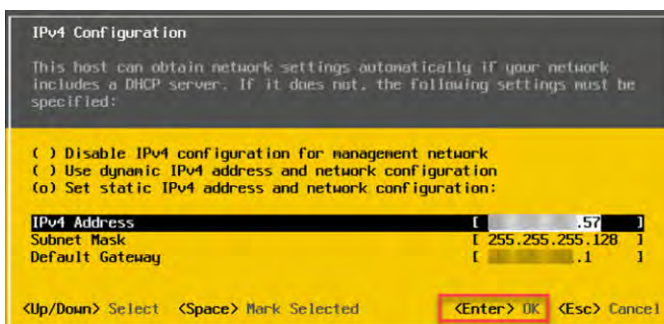 IPv4 Configuration
This host can obtain network settings automatically if your network
includes a DHCP server. If it does not, the following settings must be
specified:
( ) Disable IPv4 configuration for management network
( ) Use dynamic IPv4 address and network configuration
(o) Set static IPv4 address and network configuration:
IPv4 Address [ .57 ]
Subnet Mask [ 255.255.255.128 ]
Default Gateway [ .1 ]
<Up/Down> Select <Space> Mark Selected <Enter> OK <Esc> Cancel